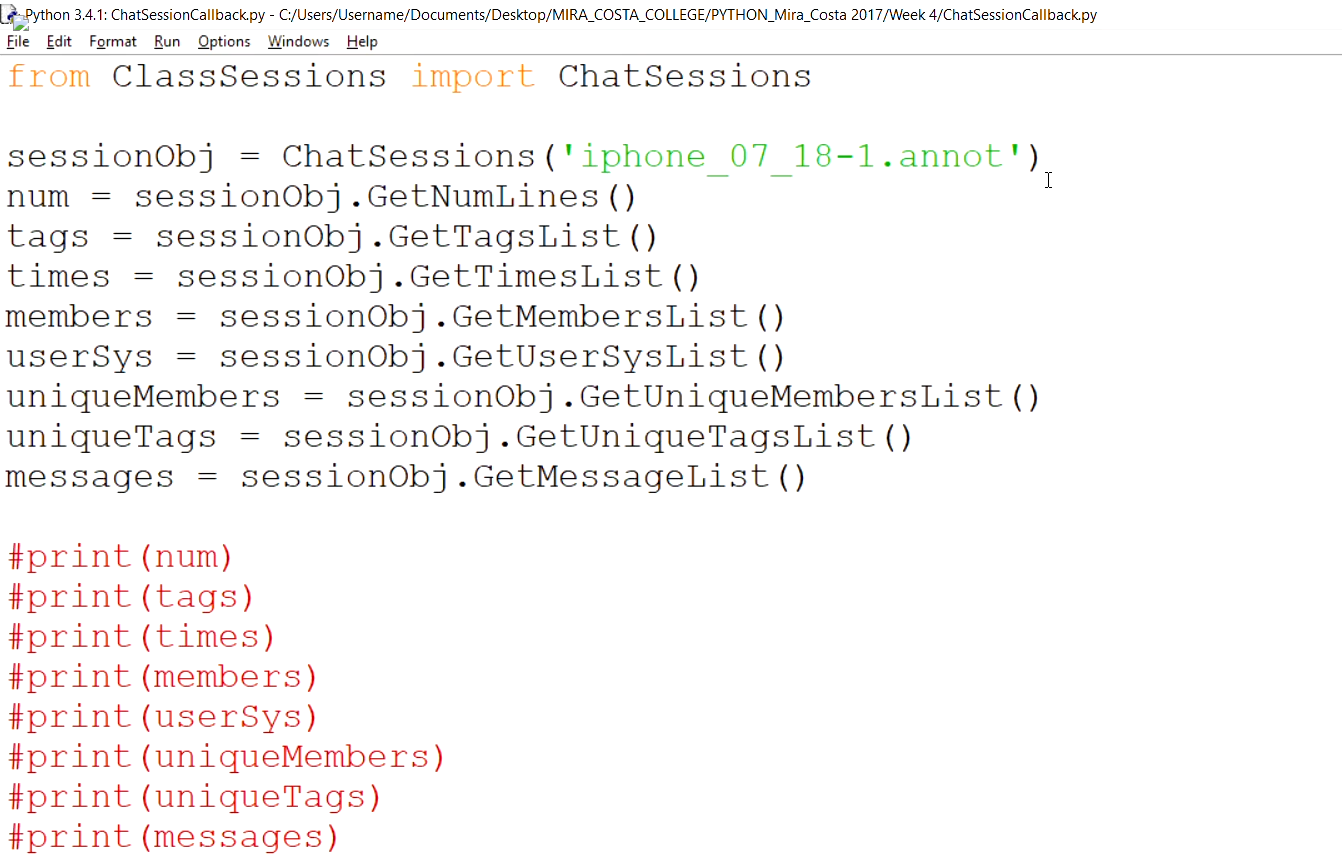 Python 3.4.1: ChatSessionCallback.py - C:/Users/Username/Documents/Desktop/MIRA_COSTA_COLLEGE/PYTHON_Mira_Costa 2017/Week 4/ChatSessionCallback.py
File Edit Format Run Options Windows Help
from ClassSessions import ChatSessions
sessionObj = ChatSessions('iphone_07_18-1.annot')
num = sessionObj.GetNumLines()
tags = sessionObj.GetTagsList()
times = sessionObj.GetTimesList()
members = sessionObj.GetMembersList()
userSys = sessionObj.GetUserSysList()
uniqueMembers = sessionObj.GetUniqueMembersList()
uniqueTags = sessionObj.GetUniqueTagsList()
messages = sessionObj.GetMessageList()
#print(num)
#print(tags)
#print(times)
#print(members)
#print(userSys)
#print(uniqueMembers)
#print(uniqueTags)
#print(messages)